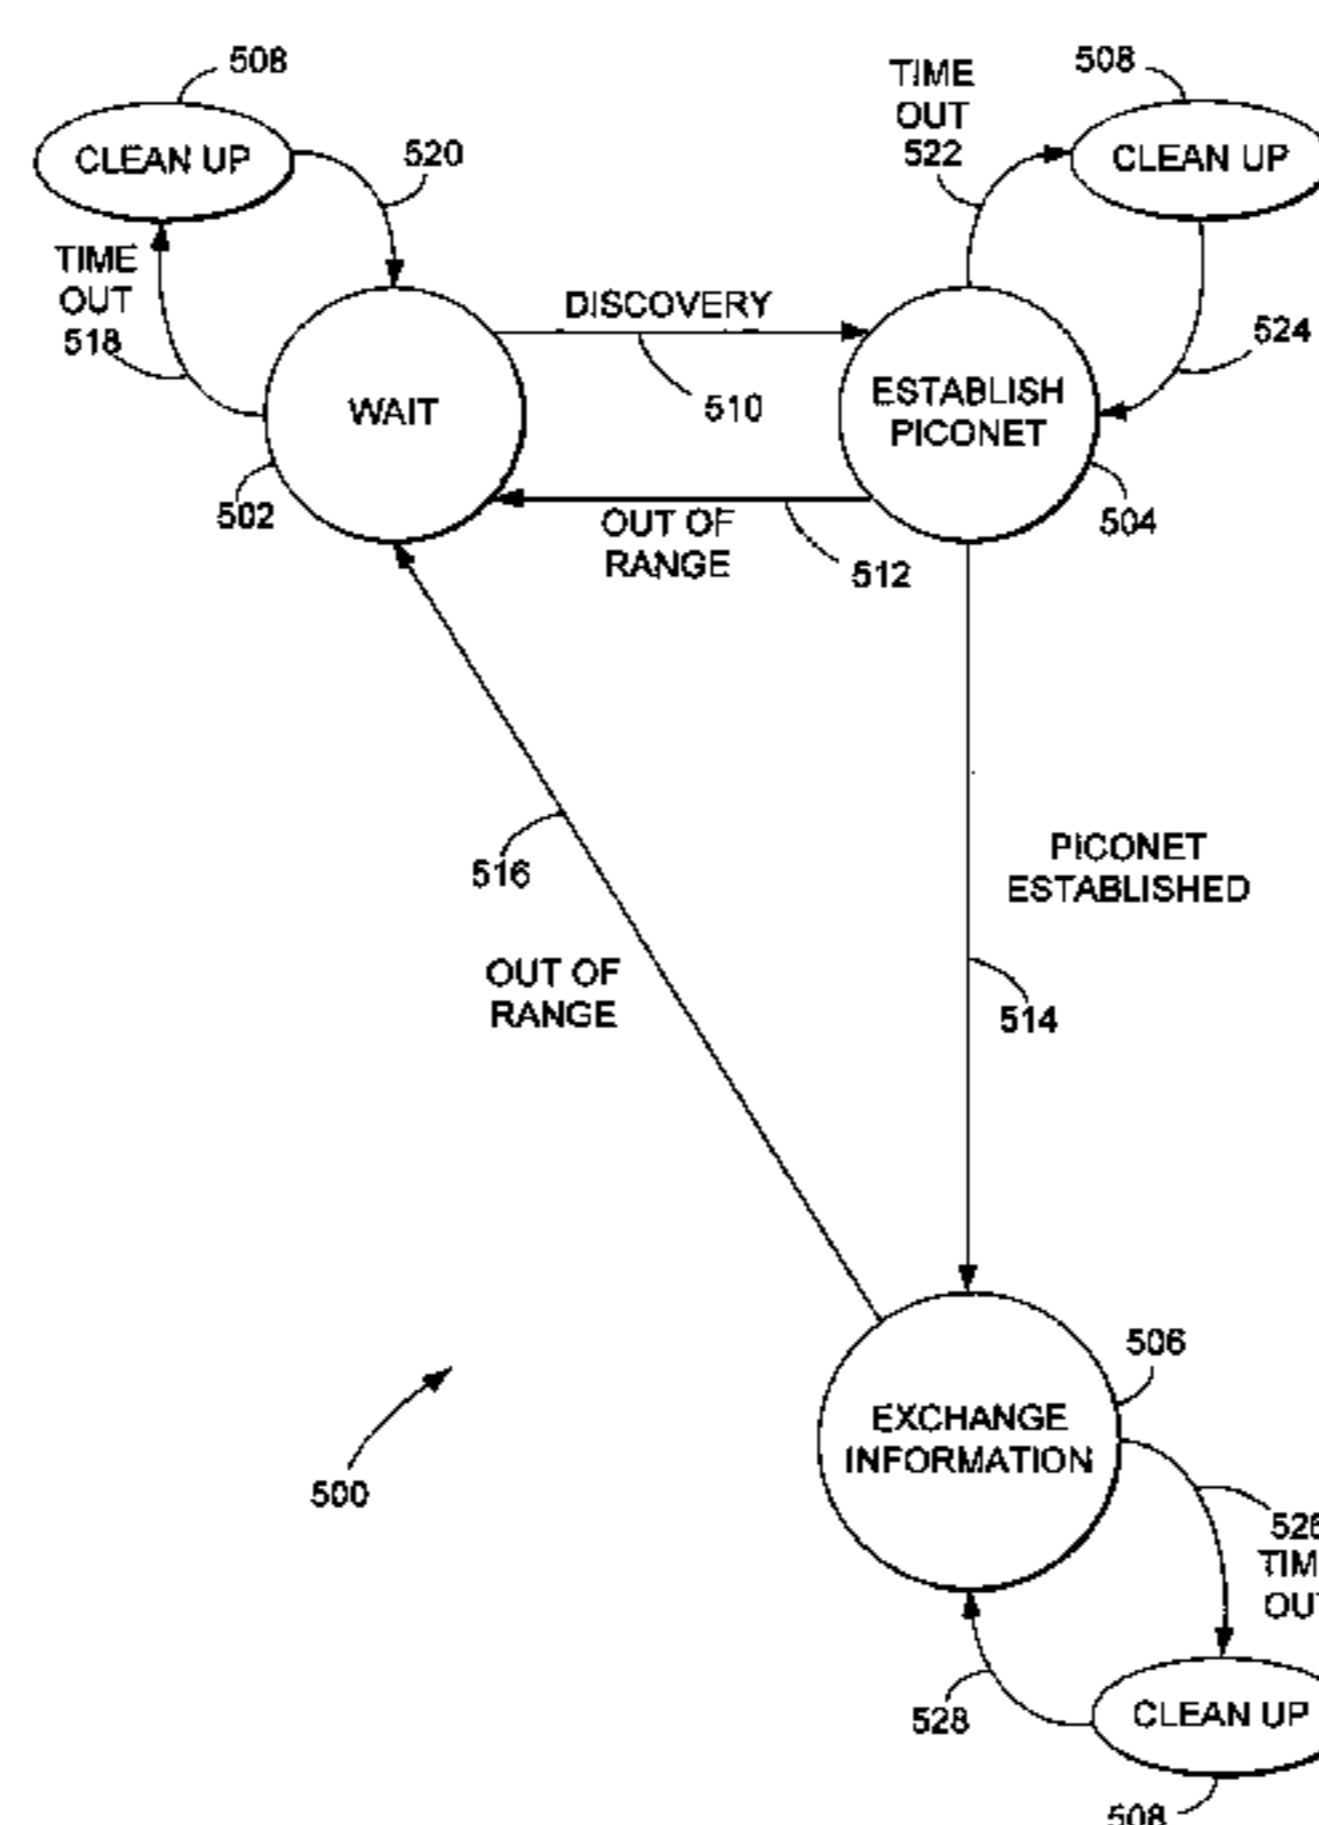 508
CLEAN UP
520
TIME
OUT
518
TIME
OUT
522
508
CLEAN UP
524
DISCOVERY
510
WAIT
502
ESTABLISH
PICONET
504
OUT OF
RANGE
512
516
OUT OF
RANGE
PICONET
ESTABLISHED
514
500
506
EXCHANGE
INFORMATION
528
CLEAN UP
508